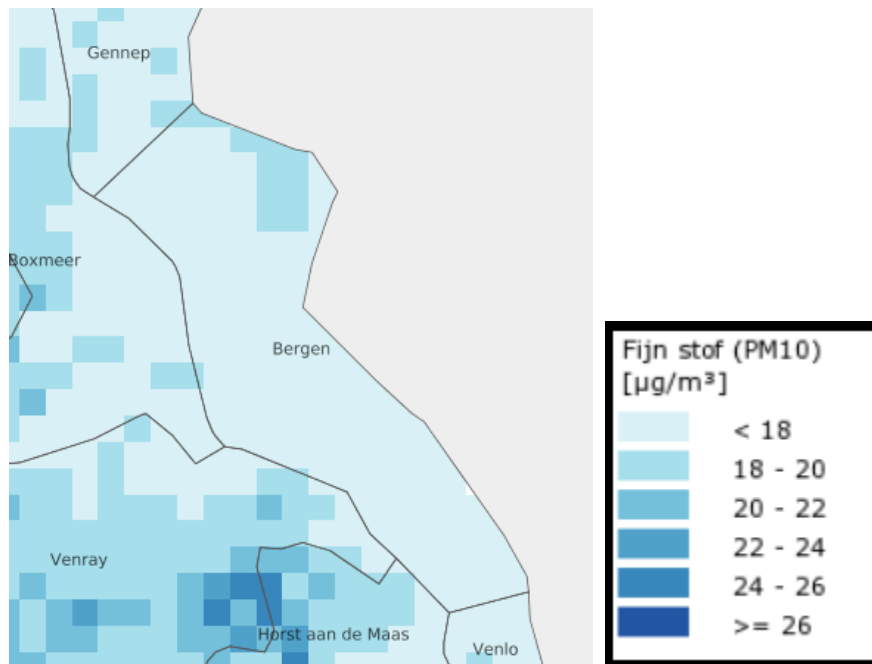 Gennep
Boxmeer
Bergen
Venray
Horst aan de Maas
Venlo
Fijn stof (PM10)
[µg/m³]
< 18
18 - 20
20 - 22
22 - 24
24 - 26
>= 26